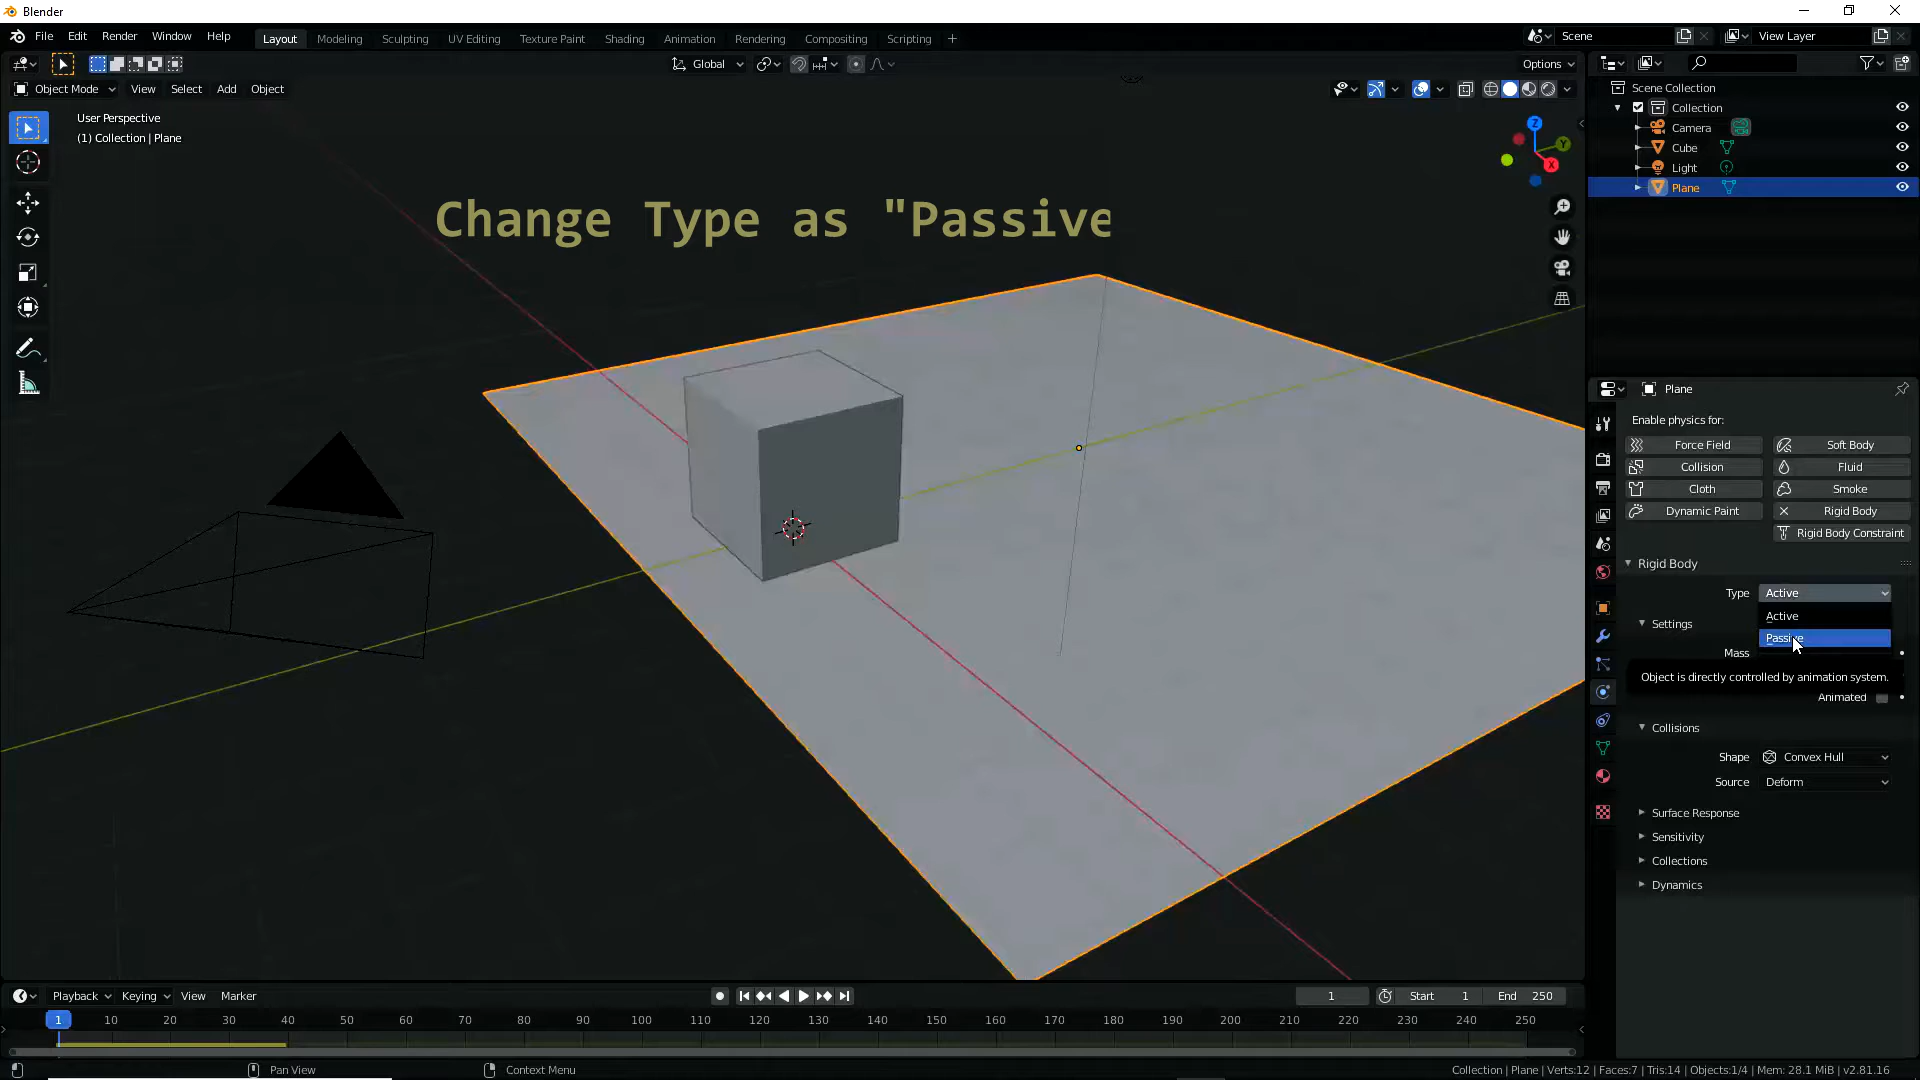 Blender
File Edit Render Window Help
Layout Modeling Sculpting UV Editing Texture Paint Shading Animation Rendering Compositing Scripting +
Scene
View Layer
Global
Options
Object Mode View Select Add Object
User Perspective
(1) Collection | Plane
Z
Y
X
Change Type as "Passive
Scene Collection
Collection
Camera
Cube
Light
Plane
Plane
Enable physics for:
Force Field Soft Body
Collision Fluid
Cloth Smoke
Dynamic Paint Rigid Body
Rigid Body Constraint
Rigid Body
Type Active
Active
Settings
Passive
Mass
Object is directly controlled by animation system.
Animated
Collisions
Shape Convex Hull
Source Deform
Surface Response
Sensitivity
Collections
Dynamics
Playback Keying View Marker
1 Start 1 End 250
1 10 20 30 40 50 60 70 80 90 100 110 120 130 140 150 160 170 180 190 200 210 220 230 240 250
Pan View Context Menu
Collection | Plane | Verts:12 | Faces:7 | Tris:14 | Objects:1/4 | Mem: 28.1 MiB | v2.81.16